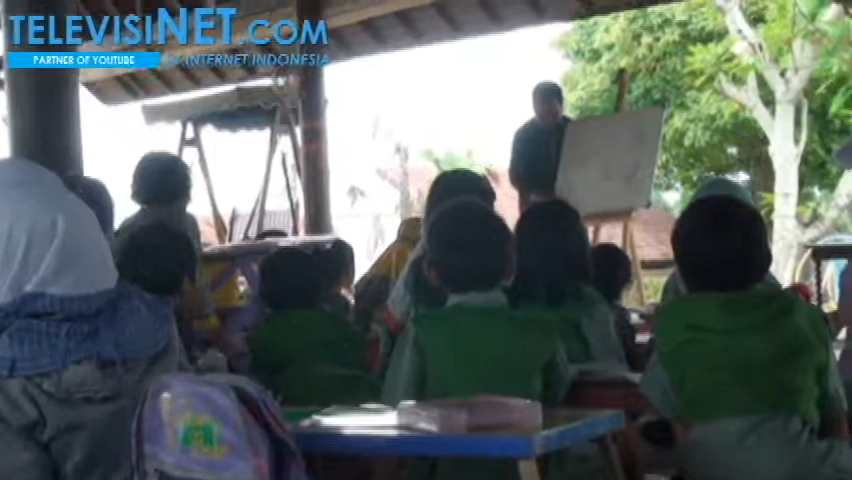 TELEVISINET.COM
PARTNER OF YOUTUBE
INTERNET INDONESIA